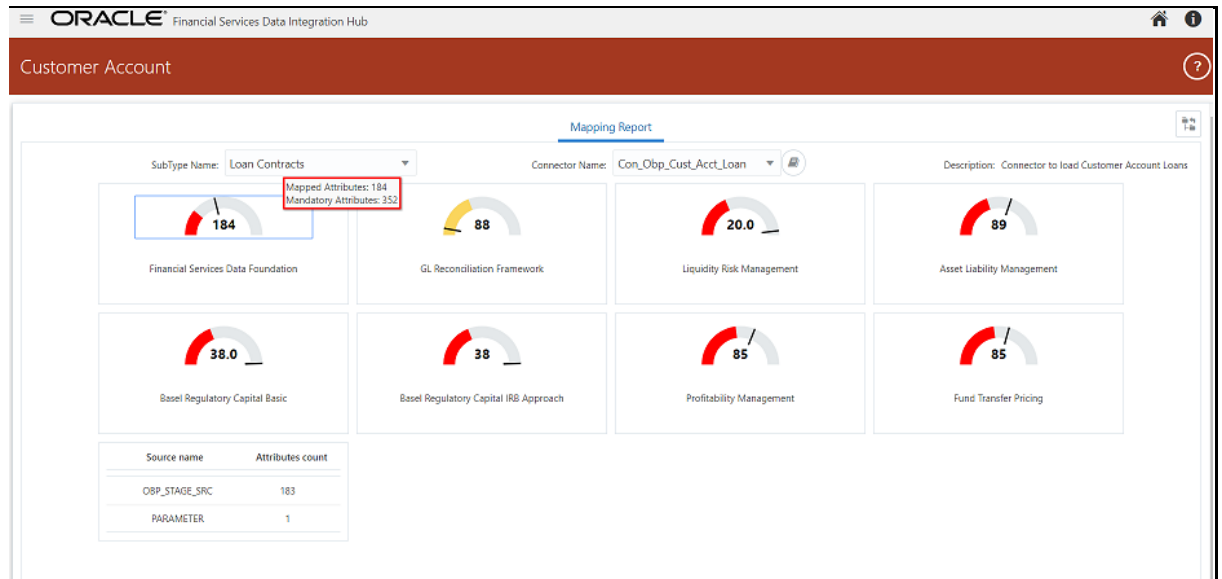 ORACLE® Financial Services Data Integration Hub
Customer Account
Mapping Report
SubType Name: Loan Contracts Connector Name: Con_Obp_Cust_Acct_Loan Description: Connector to load Customer Account Loans
Mapped Attributes: 184
Mandatory Attributes: 352
184 88 20.0 89
Financial Services Data Foundation GL Reconciliation Framework Liquidity Risk Management Asset Liability Management
38.0 38 85 85
Basel Regulatory Capital Basic Basel Regulatory Capital IRB Approach Profitability Management Fund Transfer Pricing
Source name Attributes count
OBP_STAGE_SRC 183
PARAMETER 1